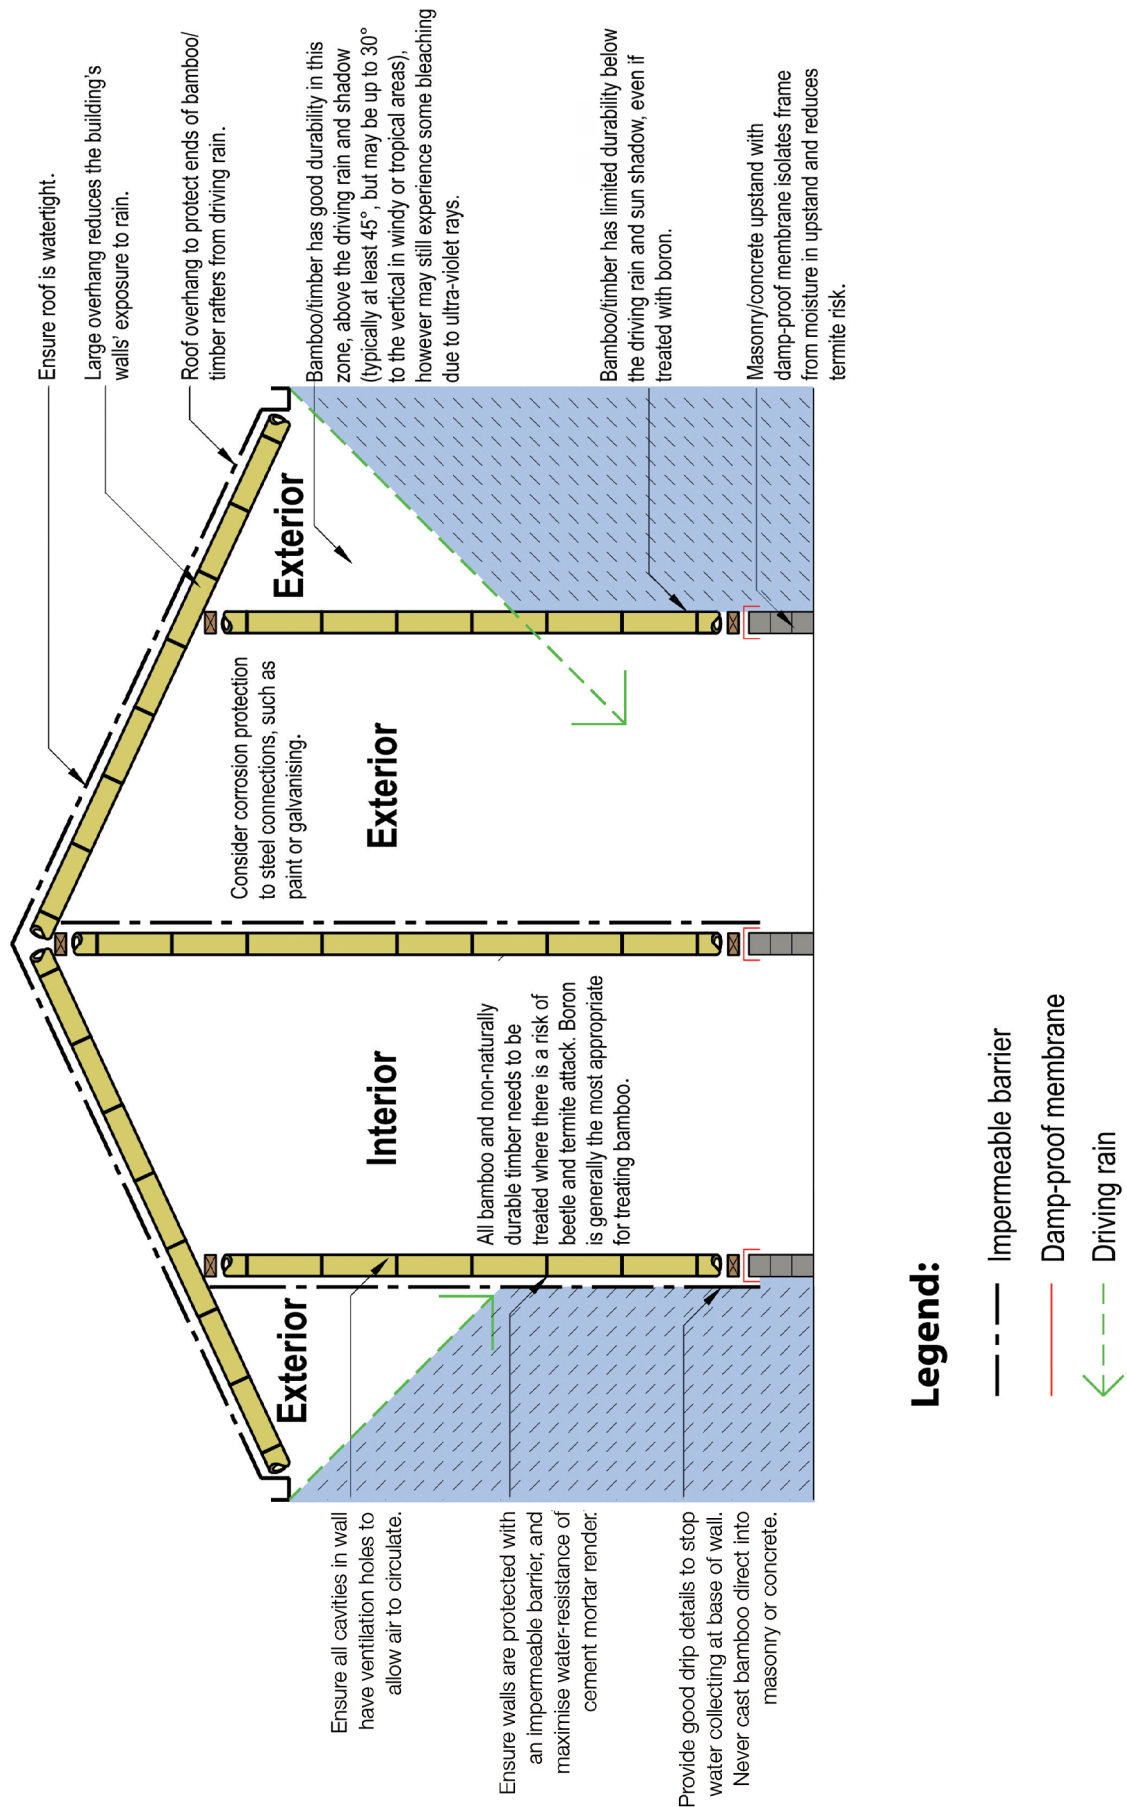 Ensure roof is watertight.
Large overhang reduces the building's
walls' exposure to rain.
Roof overhang to protect ends of bamboo/
timber rafters from driving rain.
Bamboo/timber has good durability in this
zone, above the driving rain and shadow
(typically at least 45°, but may be up to 30°
to the vertical in windy or tropical areas),
however may still experience some bleaching
due to ultra-violet rays.
Bamboo/timber has limited durability below
the driving rain and sun shadow, even if
treated with boron.
Masonry/concrete upstand with
damp-proof membrane isolates frame
from moisture in upstand and reduces
termite risk.
Exterior
Consider corrosion protection
to steel connections, such as
paint or galvanising.
Exterior
Interior
All bamboo and non-naturally
durable timber needs to be
treated where there is a risk of
beetle and termite attack. Boron
is generally the most appropriate
for treating bamboo.
Exterior
Ensure all cavities in wall
have ventilation holes to
allow air to circulate.
Ensure walls are protected with
an impermeable barrier, and
maximise water-resistance of
cement mortar render.
Provide good drip details to stop
water collecting at base of wall.
Never cast bamboo direct into
masonry or concrete.
Legend:
Impermeable barrier
Damp-proof membrane
Driving rain